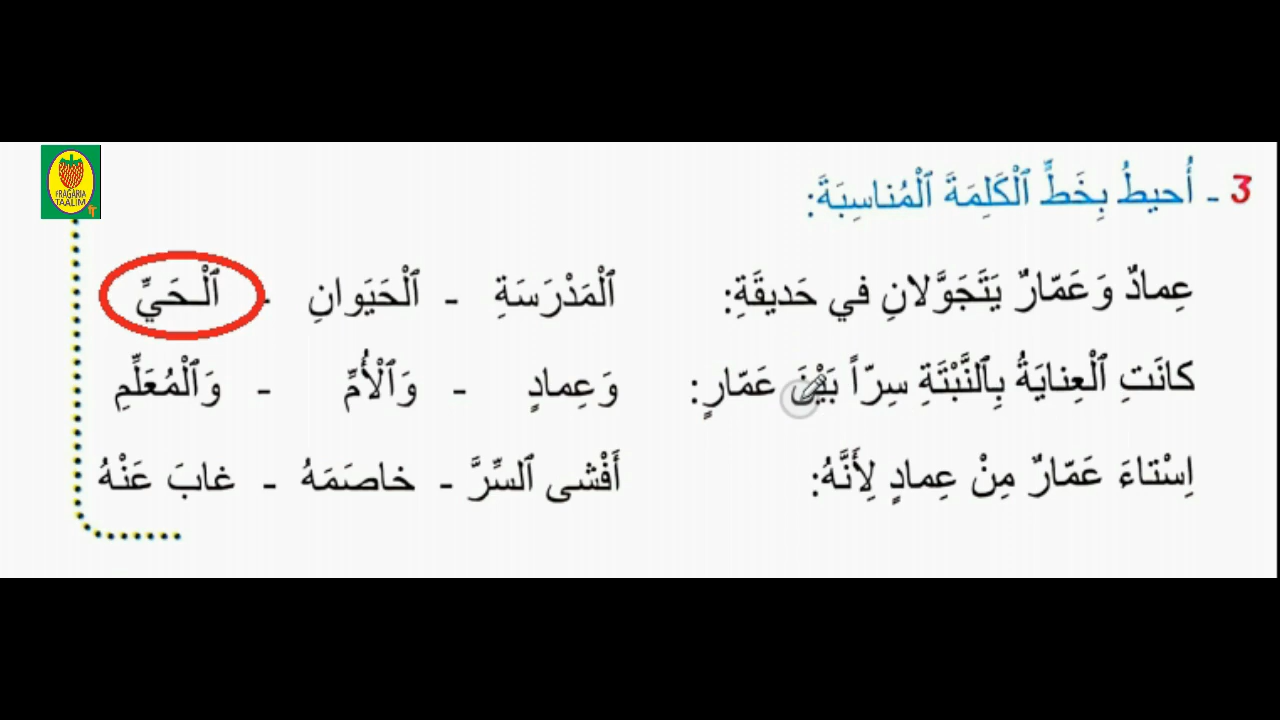 FRAGARIA
TAALIM
3 - أُحيطُ بِخَطٍّ ٱلْكَلِمَةَ ٱلْمُناسِبَةَ:
عِمادٌ وَعَمّارٌ يَتَجَوَّلانِ في حَديقَةِ: ٱلْمَدْرَسَةِ - ٱلْحَيَوانِ - ٱلْـحَيِّ
كانَتِ ٱلْعِنايَةُ بِٱلنَّبْتَةِ سِرّاً بَيْنَ عَمّارٍ: وَعِمادٍ - وَٱلْأُمِّ - وَٱلْمُعَلِّمِ
اِسْتاءَ عَمّارٌ مِنْ عِمادٍ لِأَنَّهُ: أَفْشى ٱلسِّرَّ - خاصَمَهُ - غابَ عَنْهُ